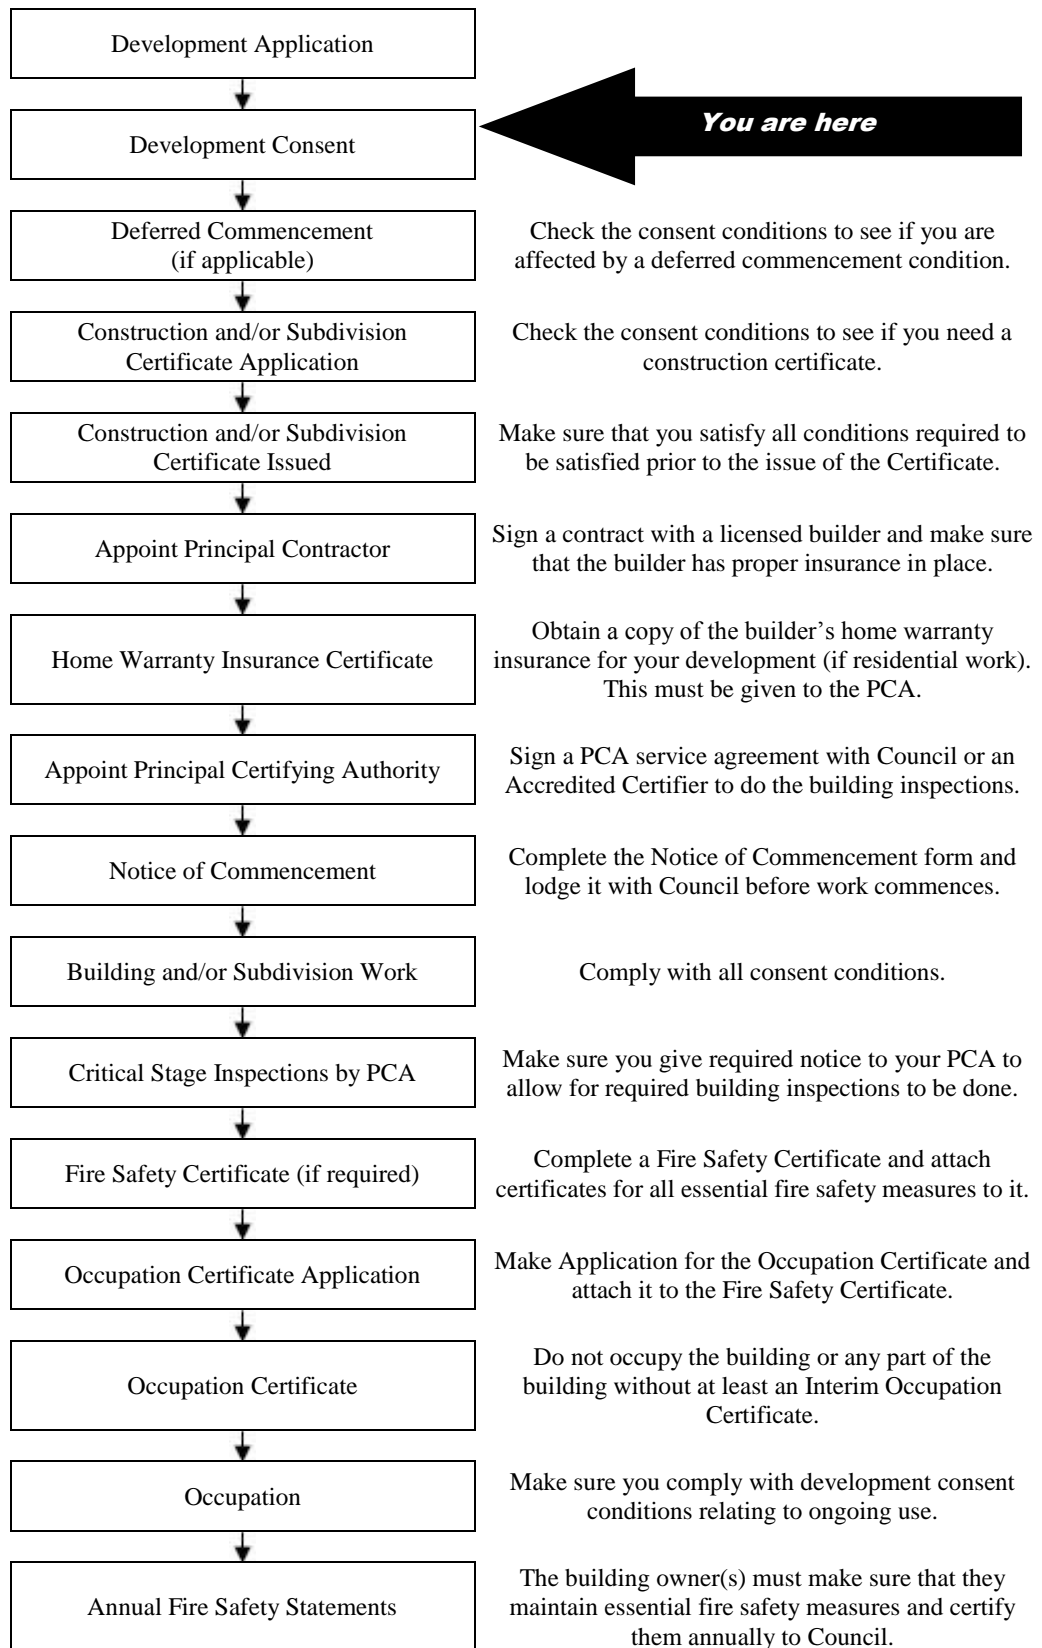 Development Application
Development Consent
You are here
Deferred Commencement
(if applicable)
Check the consent conditions to see if you are
affected by a deferred commencement condition.
Construction and/or Subdivision
Certificate Application
Check the consent conditions to see if you need a
construction certificate.
Construction and/or Subdivision
Certificate Issued
Make sure that you satisfy all conditions required to
be satisfied prior to the issue of the Certificate.
Appoint Principal Contractor
Sign a contract with a licensed builder and make sure
that the builder has proper insurance in place.
Home Warranty Insurance Certificate
Obtain a copy of the builder’s home warranty
insurance for your development (if residential work).
This must be given to the PCA.
Appoint Principal Certifying Authority
Sign a PCA service agreement with Council or an
Accredited Certifier to do the building inspections.
Notice of Commencement
Complete the Notice of Commencement form and
lodge it with Council before work commences.
Building and/or Subdivision Work
Comply with all consent conditions.
Critical Stage Inspections by PCA
Make sure you give required notice to your PCA to
allow for required building inspections to be done.
Fire Safety Certificate (if required)
Complete a Fire Safety Certificate and attach
certificates for all essential fire safety measures to it.
Occupation Certificate Application
Make Application for the Occupation Certificate and
attach it to the Fire Safety Certificate.
Occupation Certificate
Do not occupy the building or any part of the
building without at least an Interim Occupation
Certificate.
Occupation
Make sure you comply with development consent
conditions relating to ongoing use.
Annual Fire Safety Statements
The building owner(s) must make sure that they
maintain essential fire safety measures and certify
them annually to Council.